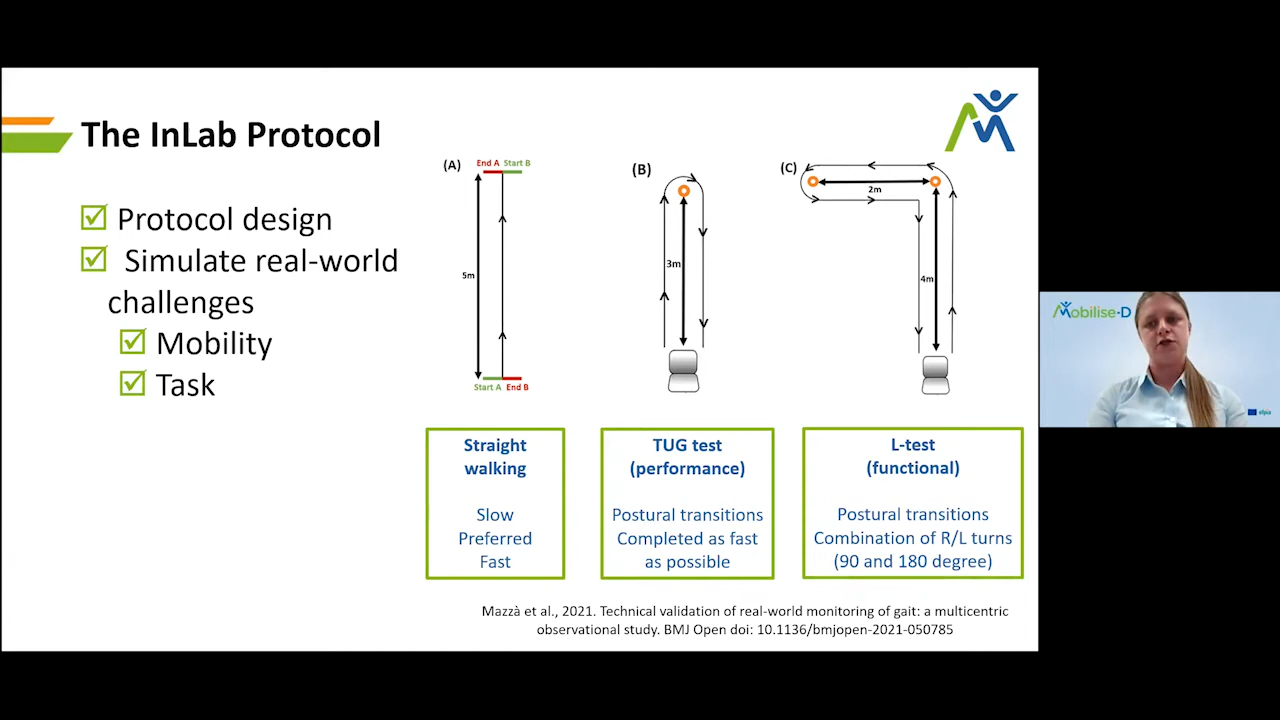 The InLab Protocol
Protocol design
Simulate real-world
challenges
Mobility
Task
(A)
End A Start B
5m
Start A End B
(B)
3m
(C)
2m
4m
Straight
walking
Slow
Preferred
Fast
TUG test
(performance)
Postural transitions
Completed as fast
as possible
L-test
(functional)
Postural transitions
Combination of R/L turns
(90 and 180 degree)
Mazzà et al., 2021. Technical validation of real-world monitoring of gait: a multicentric
observational study. BMJ Open doi: 10.1136/bmjopen-2021-050785
Mobilise-D
efpia